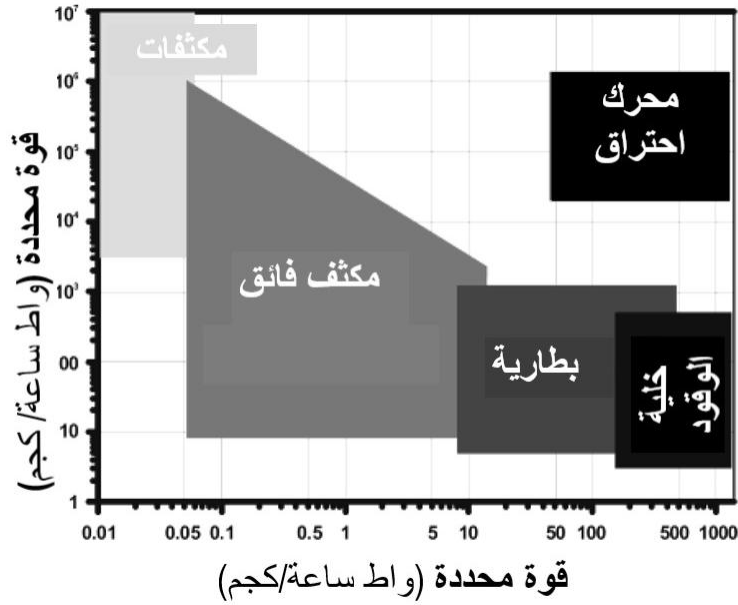 10⁷
10⁶
10⁵
10⁴
10³
00
10
1
قوة محددة (واط ساعة/ كجم)
مكثفات
محرك
احتراق
مكثف فائق
بطارية
خلية
الوقود
0.01 0.05 0.1 0.5 1 5 10 50 100 500 1000
قوة محددة (واط ساعة/كجم)